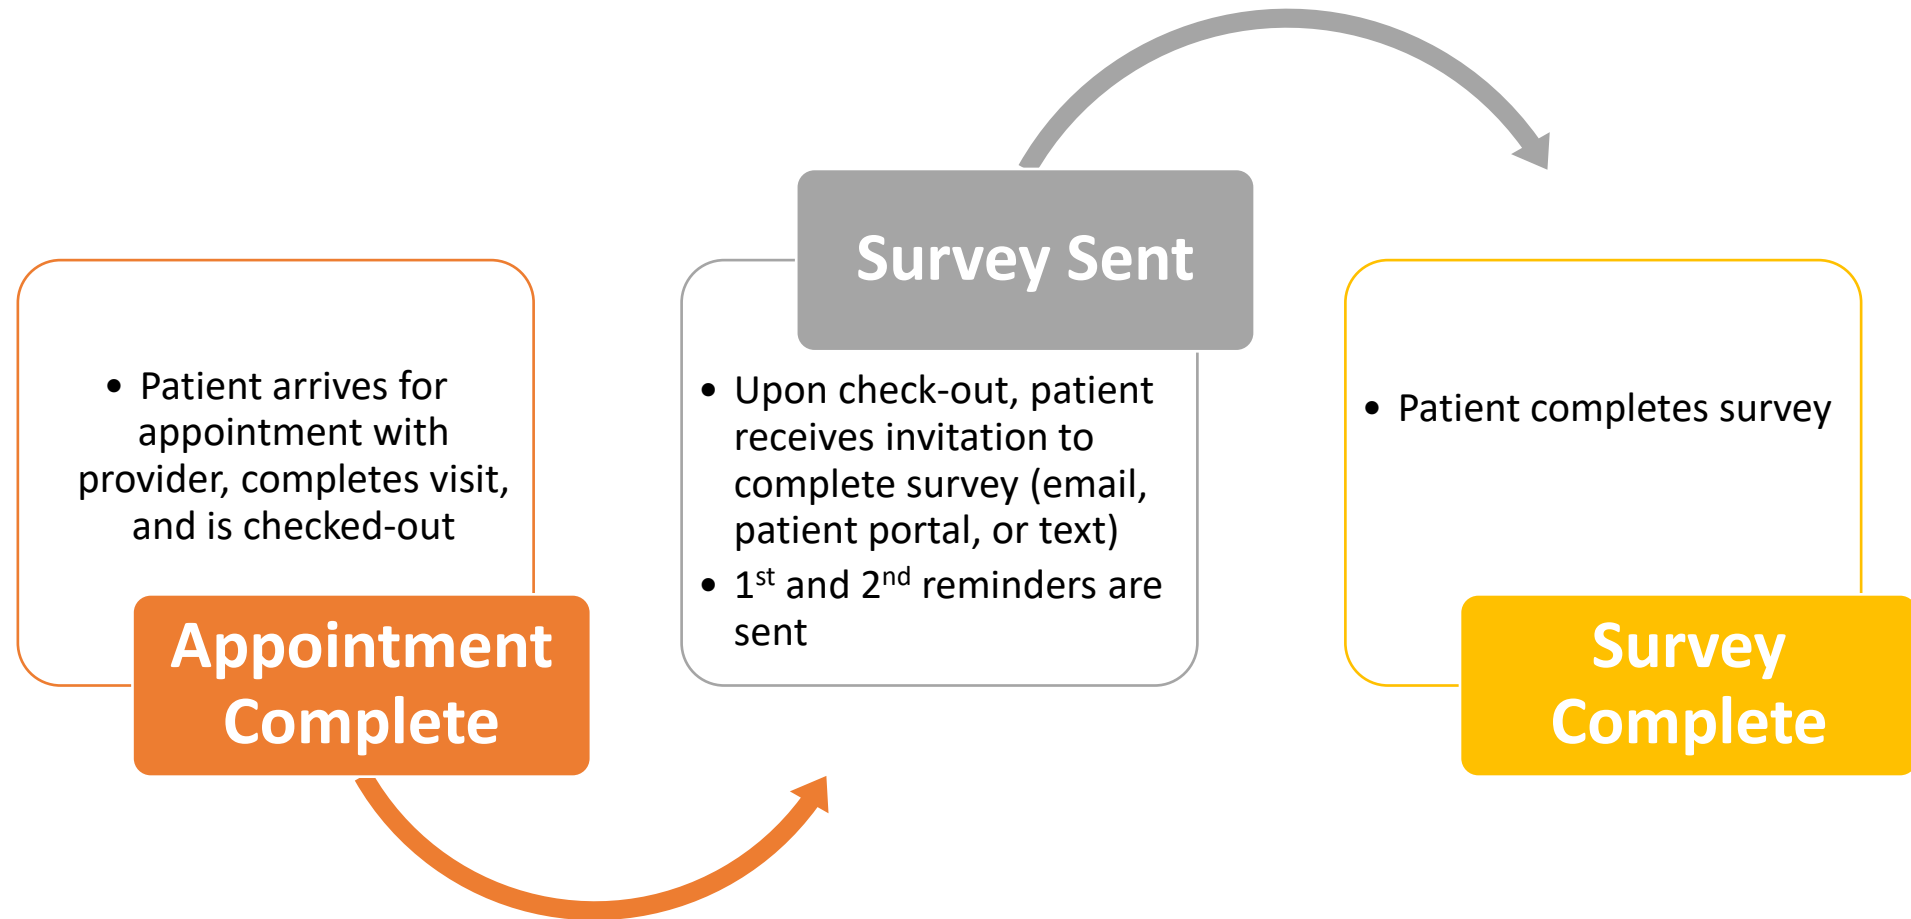 • Patient arrives for
appointment with
provider, completes visit,
and is checked-out
Appointment
Complete
Survey Sent
• Upon check-out, patient
receives invitation to
complete survey (email,
patient portal, or text)
• 1st and 2nd reminders are
sent
• Patient completes survey
Survey
Complete